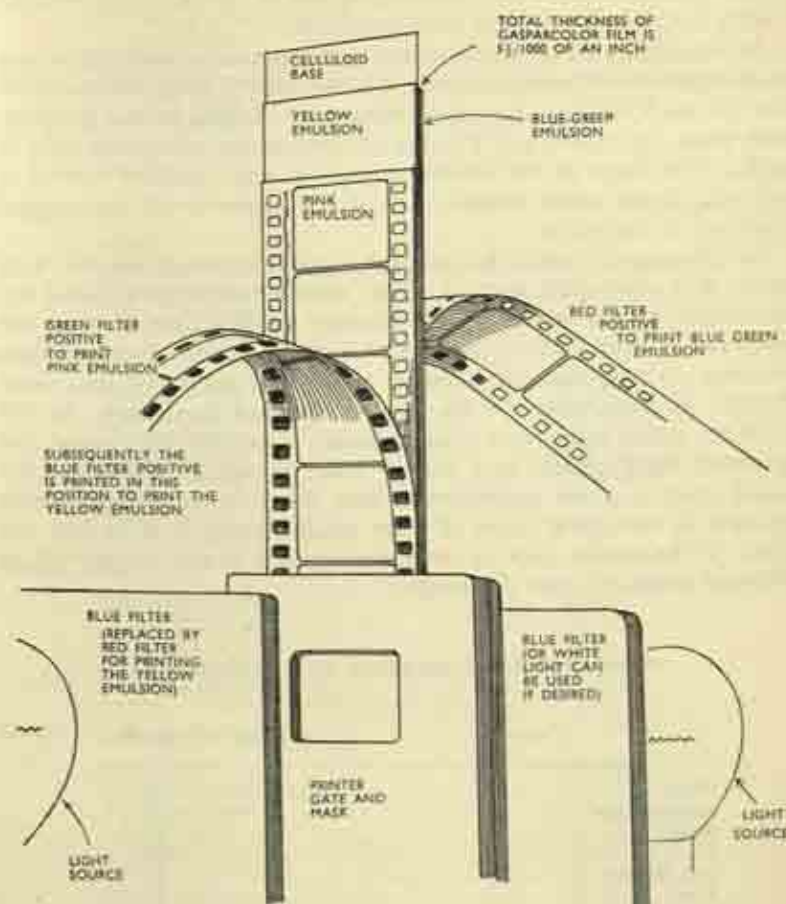 TOTAL THICKNESS OF
GASPARCOLOR FILM IS
OF AN INCH
CELLULOID
BASE
YELLOW
EMULSION
BLUE-GREEN
EMULSION
PINK
EMULSION
GREEN FILTER
POSITIVE
TO PRINT
PINK EMULSION
RED FILTER
POSITIVE
TO PRINT BLUE GREEN
EMULSION
SUBSEQUENTLY THE
BLUE FILTER POSITIVE
IS PRINTED IN THIS
POSITION TO PRINT THE
YELLOW EMULSION
BLUE FILTER
(REPLACED BY
RED FILTER
FOR PRINTING
THE YELLOW
EMULSION)
BLUE FILTER
(OR WHITE
LIGHT CAN
BE USED
IF DESIRED)
PRINTER
GATE AND
MASK
LIGHT
SOURCE
LIGHT
SOURCE